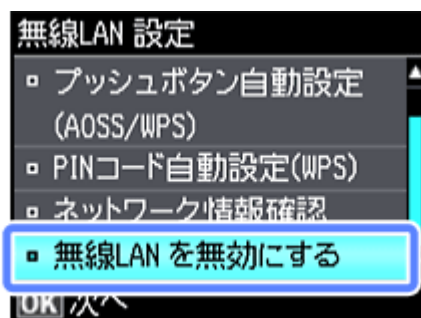 無線LAN 設定
プッシュボタン自動設定
(AOSS/WPS)
PINコード自動設定(WPS)
ネットワーク情報確認
無線LAN を無効にする
OK 次へ